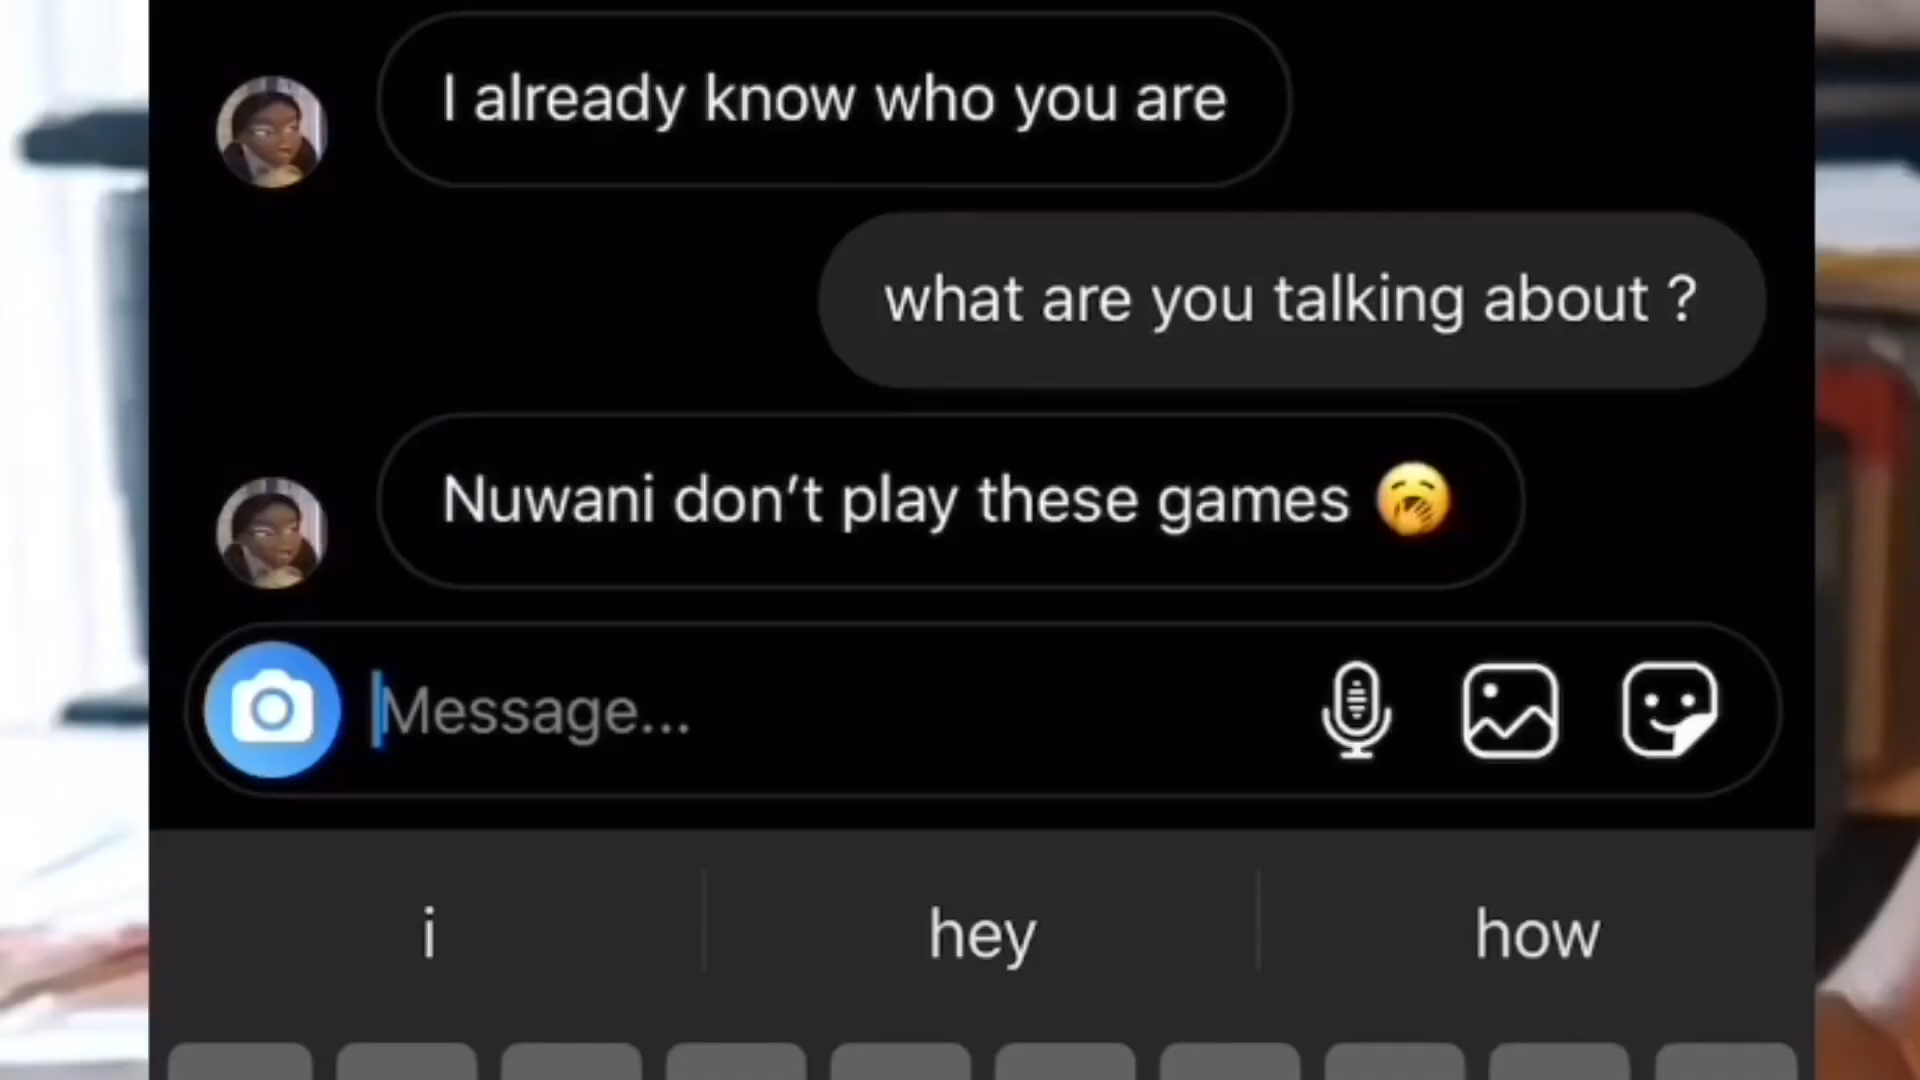 I already know who you are
what are you talking about ?
Nuwani don’t play these games 🥱
Message...
i
hey
how